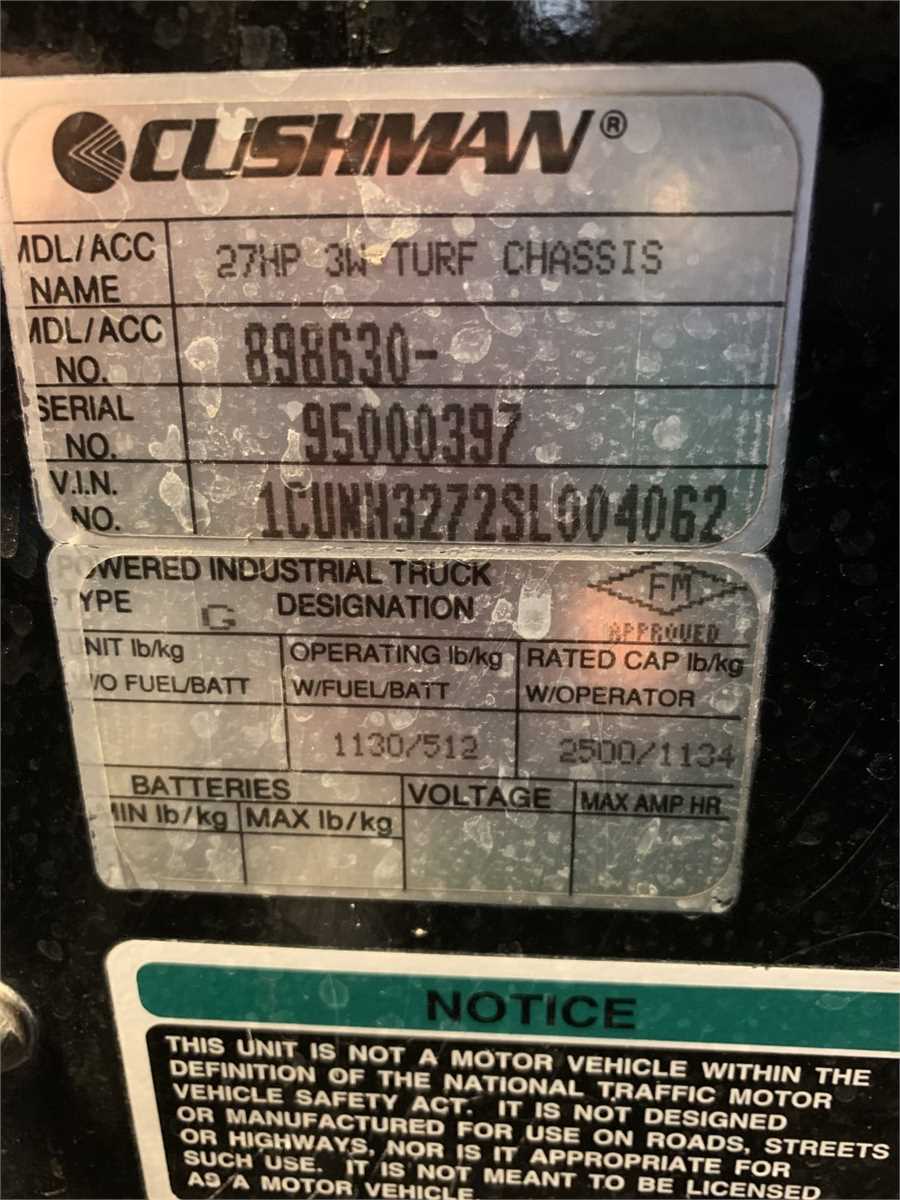 CUSHMAN®
MDL/ACC NAME 27HP 3W TURF CHASSIS
MDL/ACC NO. 898630-
SERIAL NO. 95000397
V.I.N. NO. 1CUNH3272SL004062
POWERED INDUSTRIAL TRUCK
TYPE G DESIGNATION
FM APPROVED
UNIT lb/kg W/O FUEL/BATT
OPERATING lb/kg W/FUEL/BATT
RATED CAP lb/kg W/OPERATOR
1130/512 2500/1134
BATTERIES VOLTAGE MAX AMP HR
MIN lb/kg MAX lb/kg
NOTICE
THIS UNIT IS NOT A MOTOR VEHICLE WITHIN THE
DEFINITION OF THE NATIONAL TRAFFIC MOTOR
VEHICLE SAFETY ACT. IT IS NOT DESIGNED
OR MANUFACTURED FOR USE ON ROADS, STREETS
OR HIGHWAYS, NOR IS IT APPROPRIATE FOR
SUCH USE. IT IS NOT MEANT TO BE LICENSED
AS A MOTOR VEHICLE